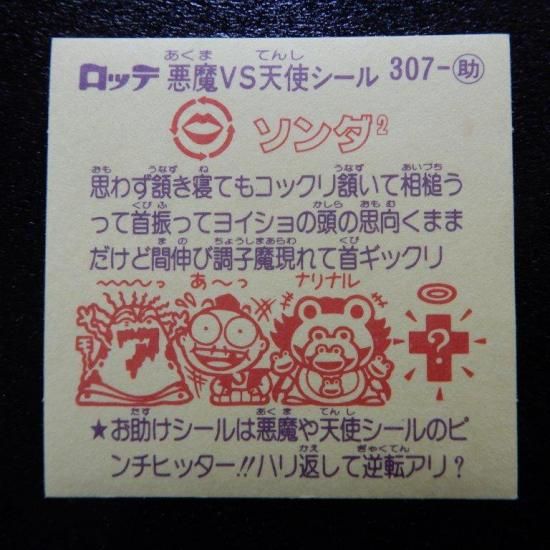 ロッテ 悪魔VS天使シール 307-助
あくま てんし
ソンダ2
思わず頷き寝てもコックリ頷いて相槌う
おも うなず ね うなず あいづち
って首振ってヨイショの頭の思向くまま
くびふ かしら おもむ
だけど間伸び調子魔現れて首ギックリ
まの ちょうしまあらわ くび
〜〜〜っ あ〜っ ナリナル
ア ?
★お助けシールは悪魔や天使シールのピ
たす あくま てんし
ンチヒッター!!ハリ返して逆転アリ?
かえ ぎゃくてん